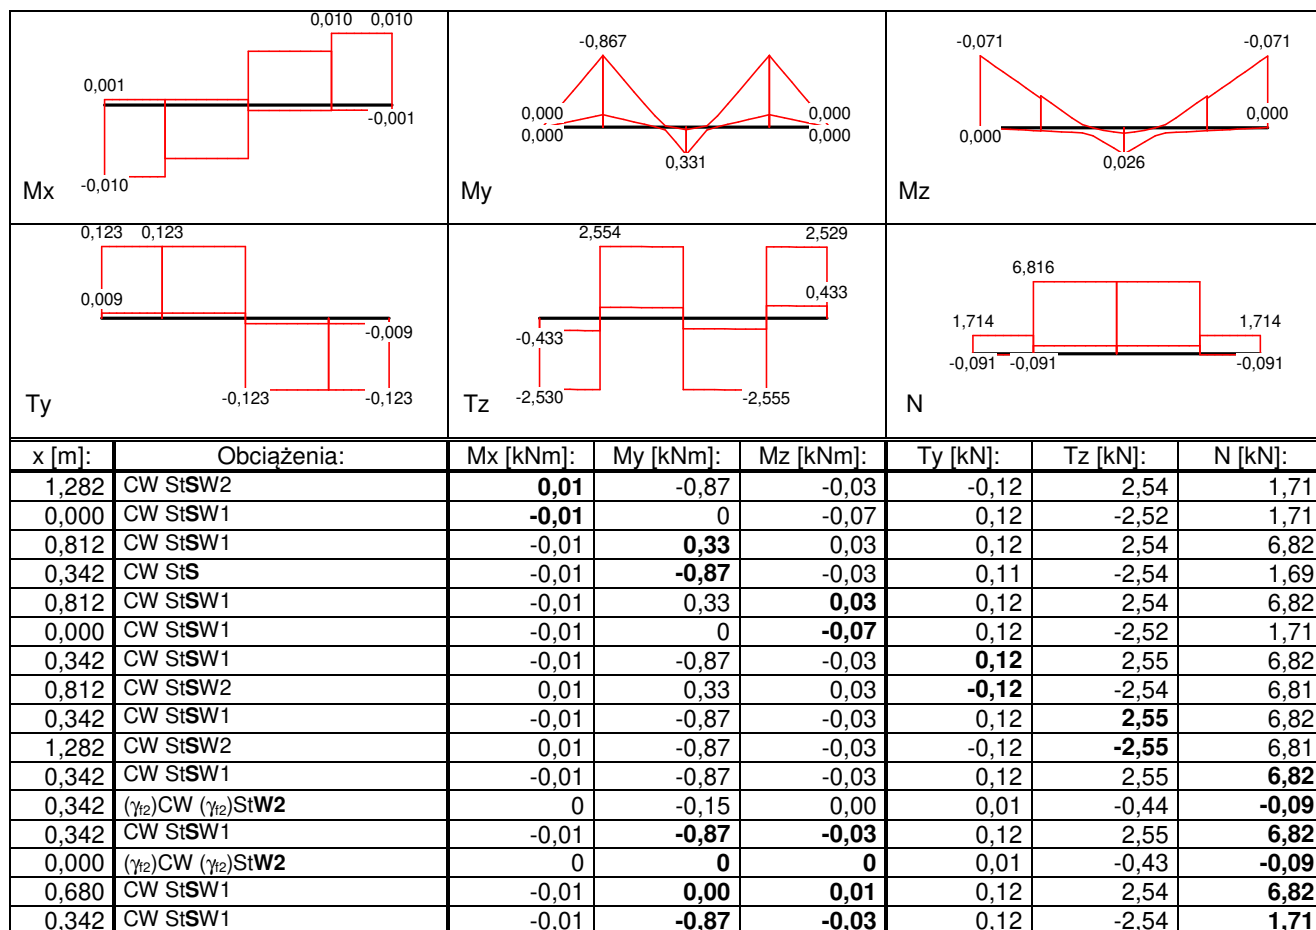 0,010 0,010
0,001
-0,001
-0,010
Mx
-0,867
0,000 0,000
0,000 0,000
0,331
My
-0,071 -0,071
0,000 0,000
0,026
Mz
0,123 0,123
0,009
-0,009
-0,123 -0,123
Ty
2,554 2,529
0,433
-0,433
-2,530 -2,555
Tz
6,816
1,714 1,714
-0,091 -0,091 -0,091
N
x [m]: Obciążenia: Mx [kNm]: My [kNm]: Mz [kNm]: Ty [kN]: Tz [kN]: N [kN]:
1,282 CW StSW2 0,01 -0,87 -0,03 -0,12 2,54 1,71
0,000 CW StSW1 -0,01 0 -0,07 0,12 -2,52 1,71
0,812 CW StSW1 -0,01 0,33 0,03 0,12 2,54 6,82
0,342 CW StS -0,01 -0,87 -0,03 0,11 -2,54 1,69
0,812 CW StSW1 -0,01 0,33 0,03 0,12 2,54 6,82
0,000 CW StSW1 -0,01 0 -0,07 0,12 -2,52 1,71
0,342 CW StSW1 -0,01 -0,87 -0,03 0,12 2,55 6,82
0,812 CW StSW2 0,01 0,33 0,03 -0,12 -2,54 6,81
0,342 CW StSW1 -0,01 -0,87 -0,03 0,12 2,55 6,82
1,282 CW StSW2 0,01 -0,87 -0,03 -0,12 -2,55 6,81
0,342 CW StSW1 -0,01 -0,87 -0,03 0,12 2,55 6,82
0,342 (γf2)CW (γf2)StW2 0 -0,15 0,00 0,01 -0,44 -0,09
0,342 CW StSW1 -0,01 -0,87 -0,03 0,12 2,55 6,82
0,000 (γf2)CW (γf2)StW2 0 0 0 0,01 -0,43 -0,09
0,680 CW StSW1 -0,01 0,00 0,01 0,12 2,54 6,82
0,342 CW StSW1 -0,01 -0,87 -0,03 0,12 -2,54 1,71